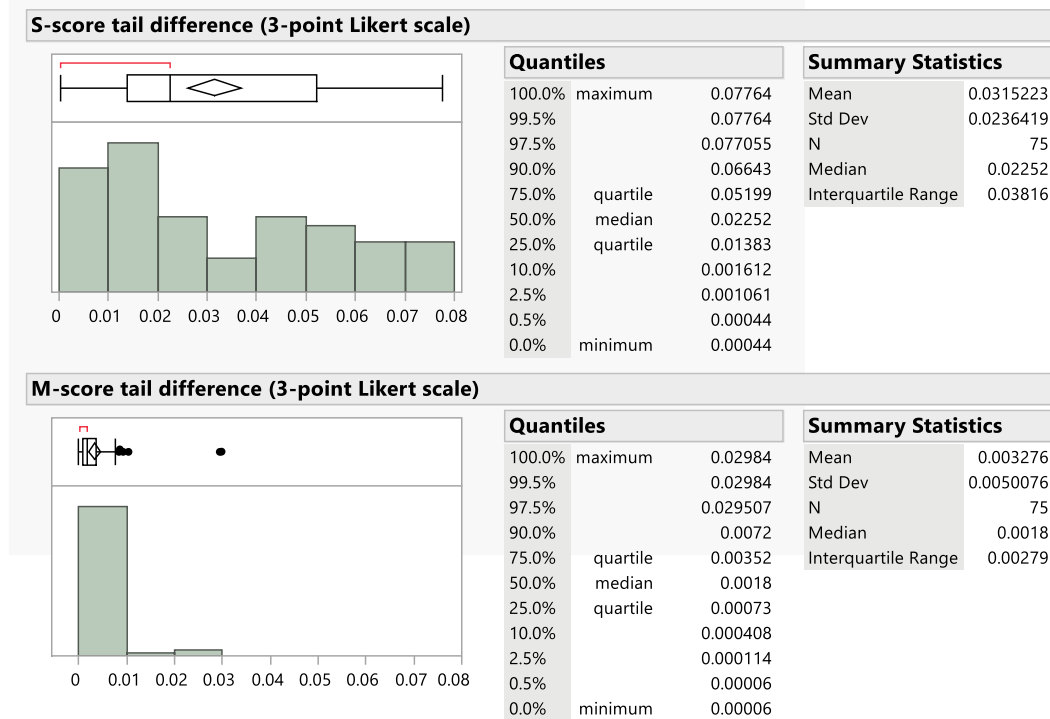 S-score tail difference (3-point Likert scale)
0 0.01 0.02 0.03 0.04 0.05 0.06 0.07 0.08
Quantiles
100.0% maximum 0.07764
99.5% 0.07764
97.5% 0.077055
90.0% 0.06643
75.0% quartile 0.05199
50.0% median 0.02252
25.0% quartile 0.01383
10.0% 0.001612
2.5% 0.001061
0.5% 0.00044
0.0% minimum 0.00044
Summary Statistics
Mean 0.0315223
Std Dev 0.0236419
N 75
Median 0.02252
Interquartile Range 0.03816
M-score tail difference (3-point Likert scale)
0 0.01 0.02 0.03 0.04 0.05 0.06 0.07 0.08
Quantiles
100.0% maximum 0.02984
99.5% 0.02984
97.5% 0.029507
90.0% 0.0072
75.0% quartile 0.00352
50.0% median 0.0018
25.0% quartile 0.00073
10.0% 0.000408
2.5% 0.000114
0.5% 0.00006
0.0% minimum 0.00006
Summary Statistics
Mean 0.003276
Std Dev 0.0050076
N 75
Median 0.0018
Interquartile Range 0.00279